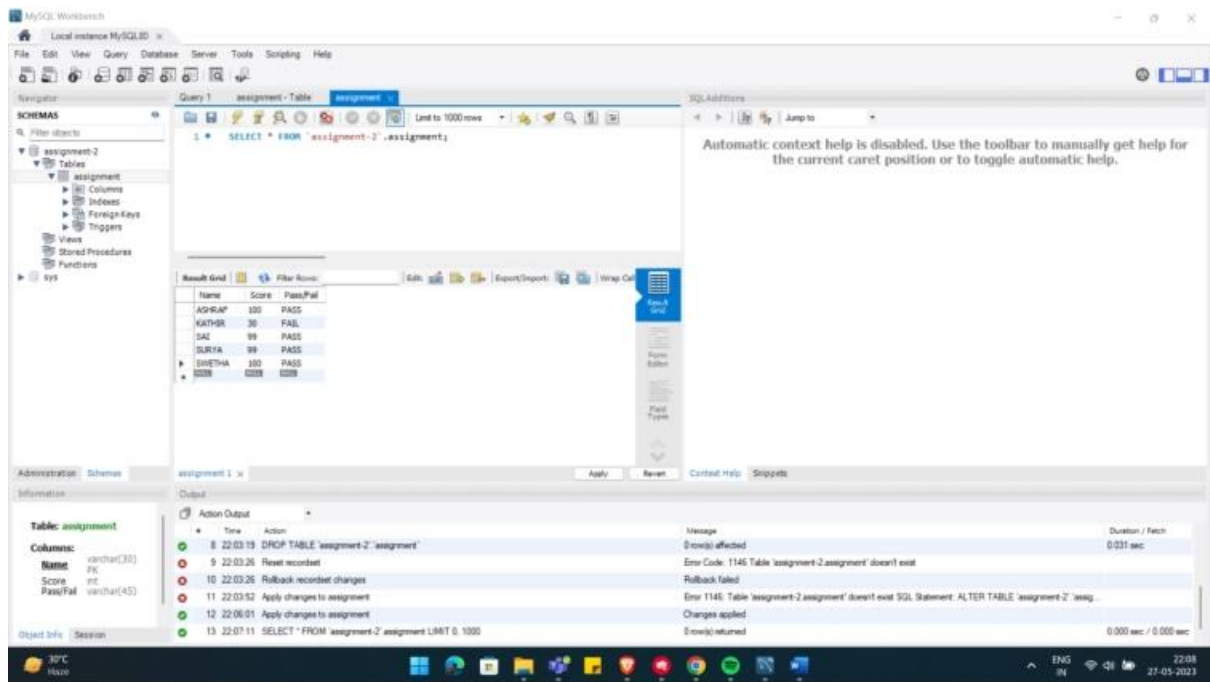 MySQL Workbench
Local instance MySQL80 ×
File Edit View Query Database Server Tools Scripting Help
Navigator
SCHEMAS
Filter objects
assignment-2
Tables
assignment
Columns
Indexes
Foreign Keys
Triggers
Views
Stored Procedures
Functions
sys
Administration Schemas
Information
Table: assignment
Columns:
Name varchar(30) PK
Score int
Pass/Fail varchar(45)
Object Info Session
Query 1 assignment - Table assignment ×
Limit to 1000 rows
1 SELECT * FROM `assignment-2`.assignment;
Result Grid Filter Rows: Edit: Export/Import: Wrap Cell
Name Score Pass/Fail
ASHRAF 100 PASS
KATHIR 30 FAIL
SAI 99 PASS
SURYA 99 PASS
SWETHA 100 PASS
NULL NULL NULL
Result Grid
Form Editor
Field Types
assignment 1 × Apply Revert
SQLAdditions
Jump to
Automatic context help is disabled. Use the toolbar to manually get help for
the current caret position or to toggle automatic help.
Context Help Snippets
Output
Action Output
# Time Action Message Duration / Fetch
8 22:03:19 DROP TABLE `assignment-2`.`assignment` 0 row(s) affected 0.031 sec
9 22:03:26 Reset recordset Error Code: 1146 Table 'assignment-2.assignment' doesn't exist
10 22:03:26 Rollback recordset changes Rollback failed
11 22:03:52 Apply changes to assignment Error 1146: Table 'assignment-2.assignment' doesn't exist SQL Statement: ALTER TABLE `assignment-2`.`assig...
12 22:06:01 Apply changes to assignment Changes applied
13 22:07:11 SELECT * FROM `assignment-2`.assignment LIMIT 0, 1000 0 row(s) returned 0.000 sec / 0.000 sec
30°C
Haze
ENG
IN
22:08
27-05-2023